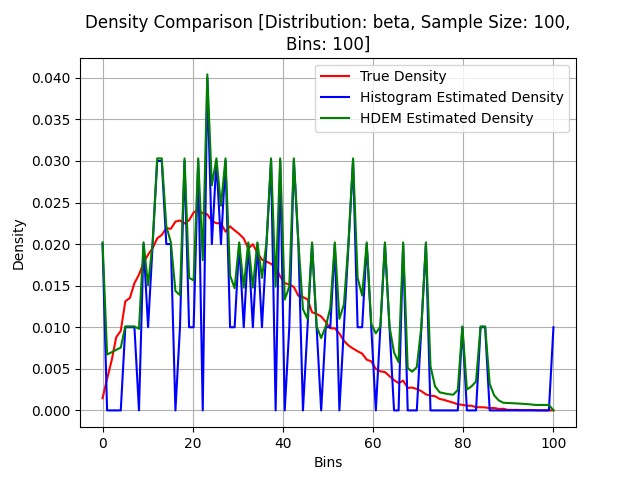 Density Comparison [Distribution: beta, Sample Size: 100,
Bins: 100]
True Density
Histogram Estimated Density
HDEM Estimated Density
Density
0.040
0.035
0.030
0.025
0.020
0.015
0.010
0.005
0.000
0 20 40 60 80 100
Bins